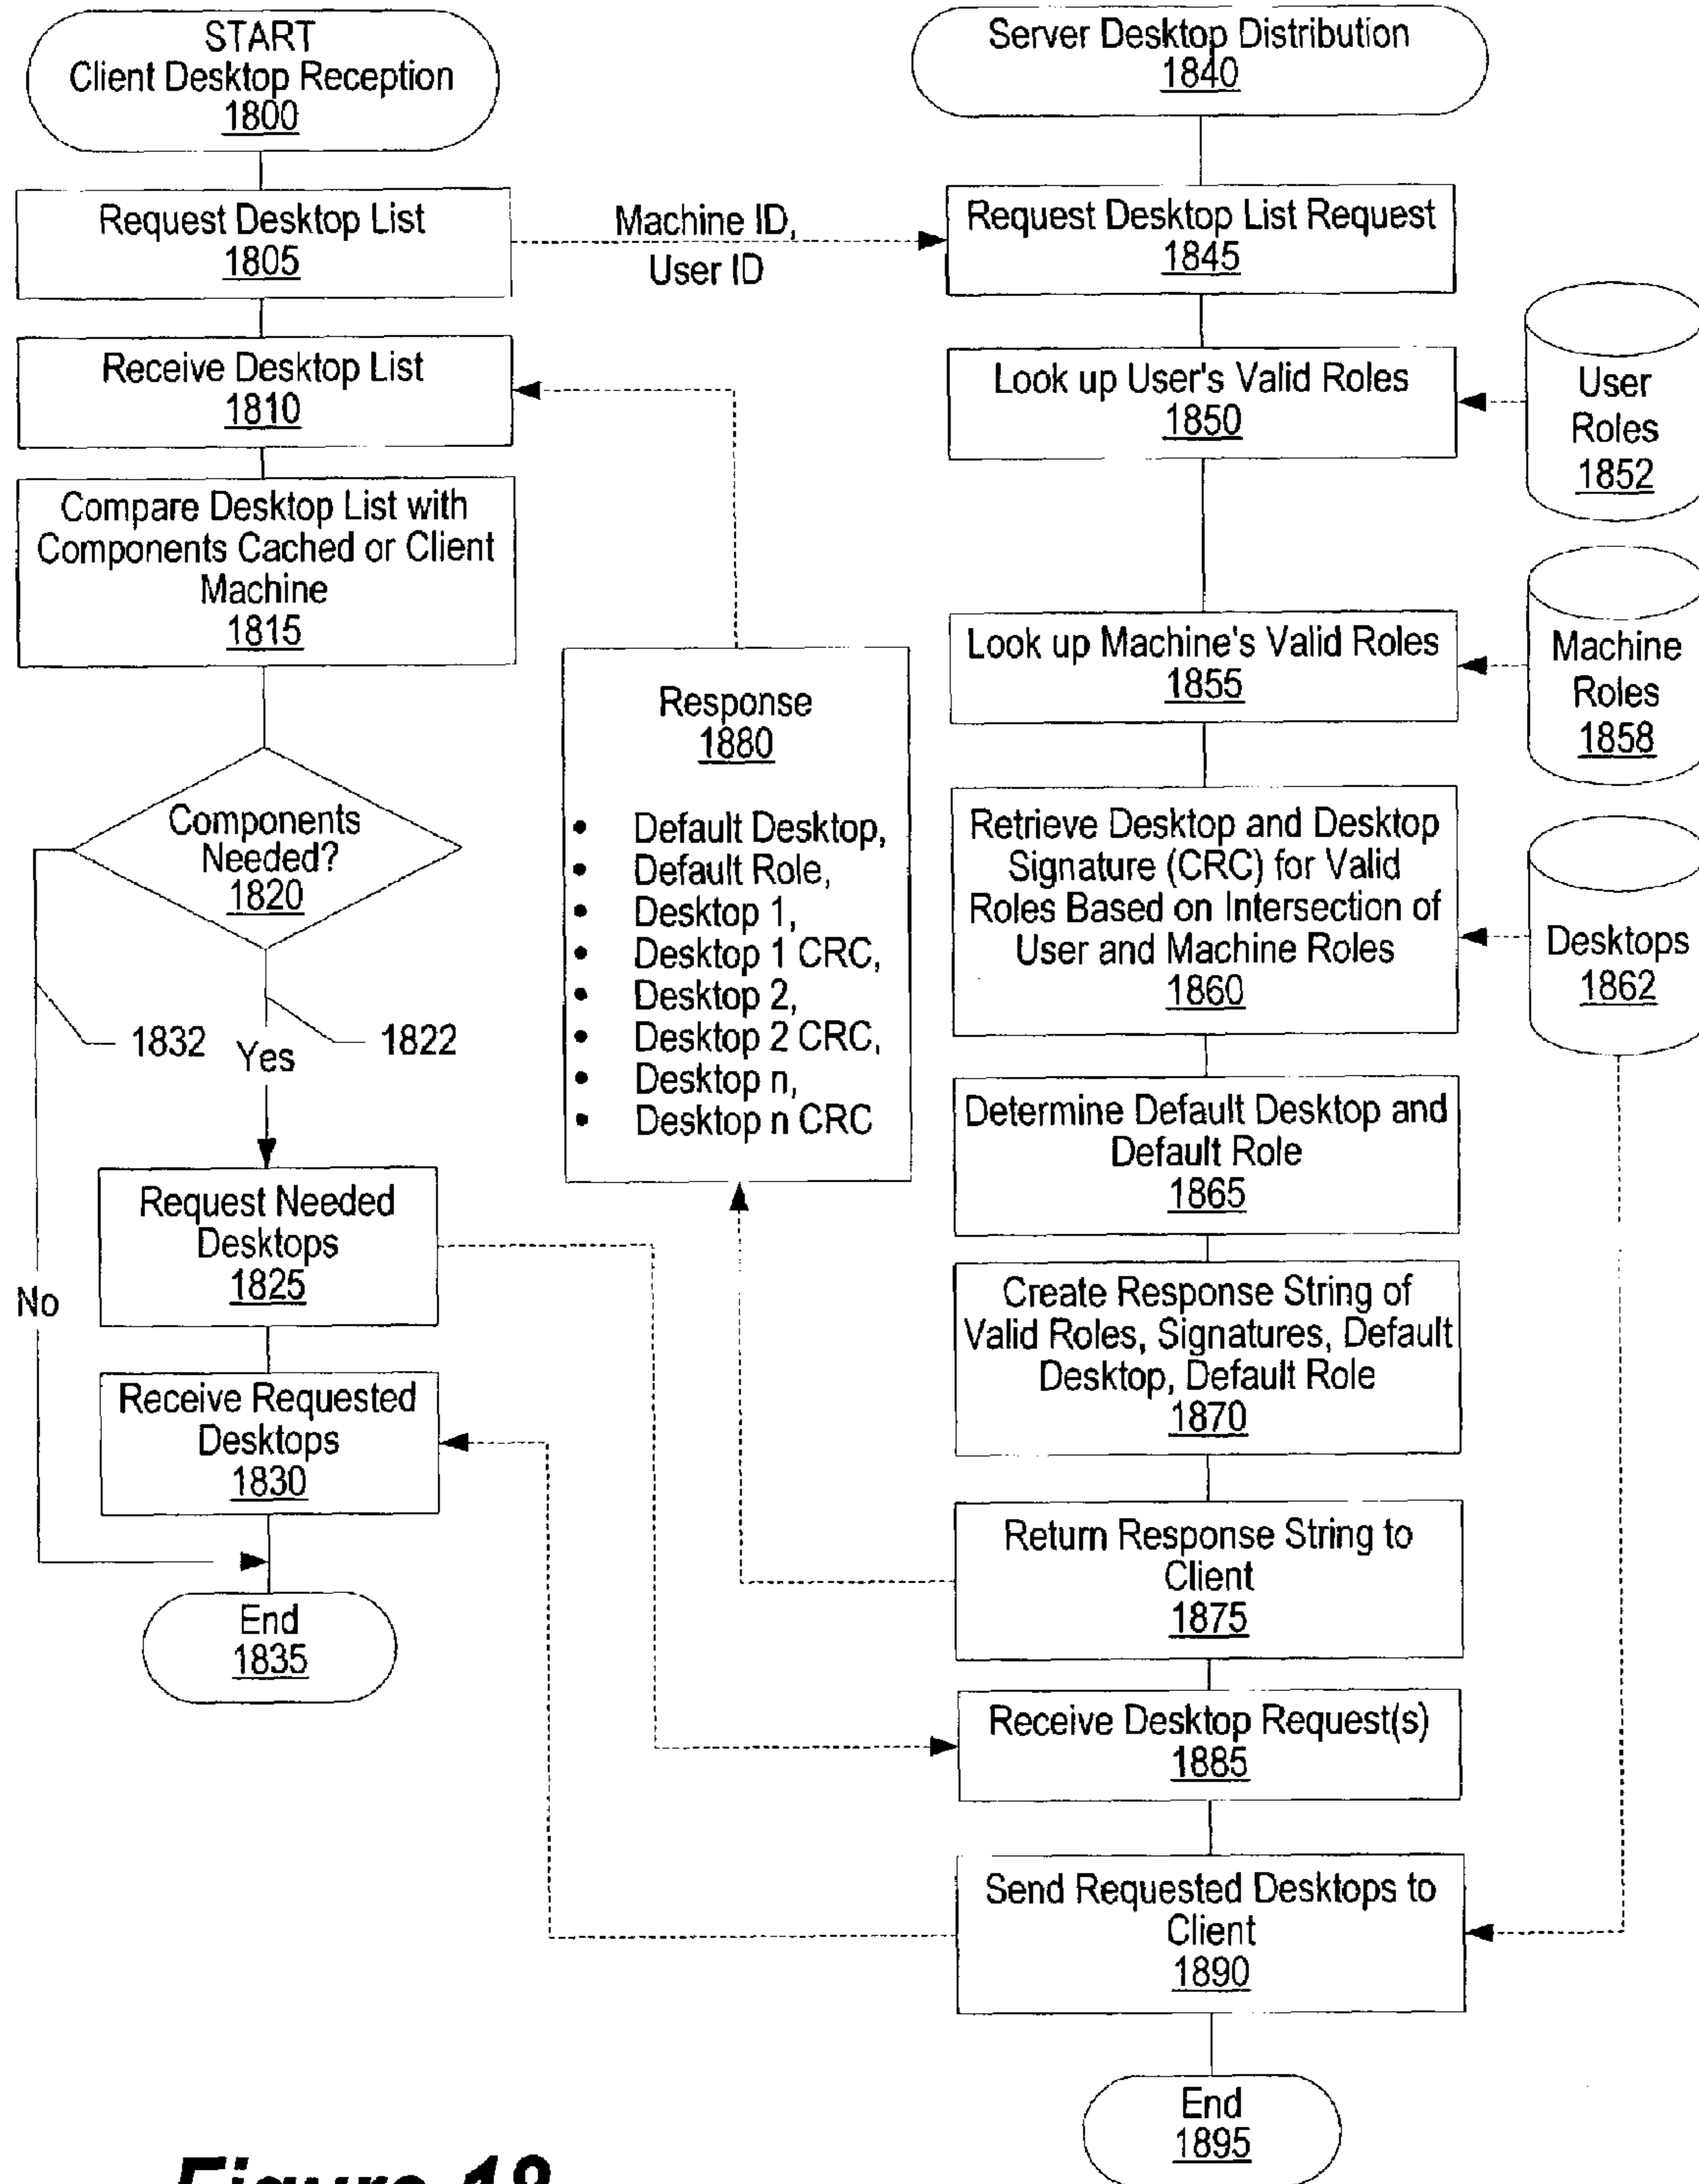 START
Client Desktop Reception
1800
Request Desktop List
1805
Machine ID,
User ID
Receive Desktop List
1810
Compare Desktop List with
Components Cached or Client
Machine
1815
Components
Needed?
1820
1832
Yes
1822
No
Request Needed
Desktops
1825
Receive Requested
Desktops
1830
End
1835
Response
1880
• Default Desktop,
• Default Role,
• Desktop 1,
• Desktop 1 CRC,
• Desktop 2,
• Desktop 2 CRC,
• Desktop n,
• Desktop n CRC
Server Desktop Distribution
1840
Request Desktop List Request
1845
Look up User's Valid Roles
1850
User
Roles
1852
Look up Machine's Valid Roles
1855
Machine
Roles
1858
Retrieve Desktop and Desktop
Signature (CRC) for Valid
Roles Based on Intersection of
User and Machine Roles
1860
Desktops
1862
Determine Default Desktop and
Default Role
1865
Create Response String of
Valid Roles, Signatures, Default
Desktop, Default Role
1870
Return Response String to
Client
1875
Receive Desktop Request(s)
1885
Send Requested Desktops to
Client
1890
End
1895
Figure 18